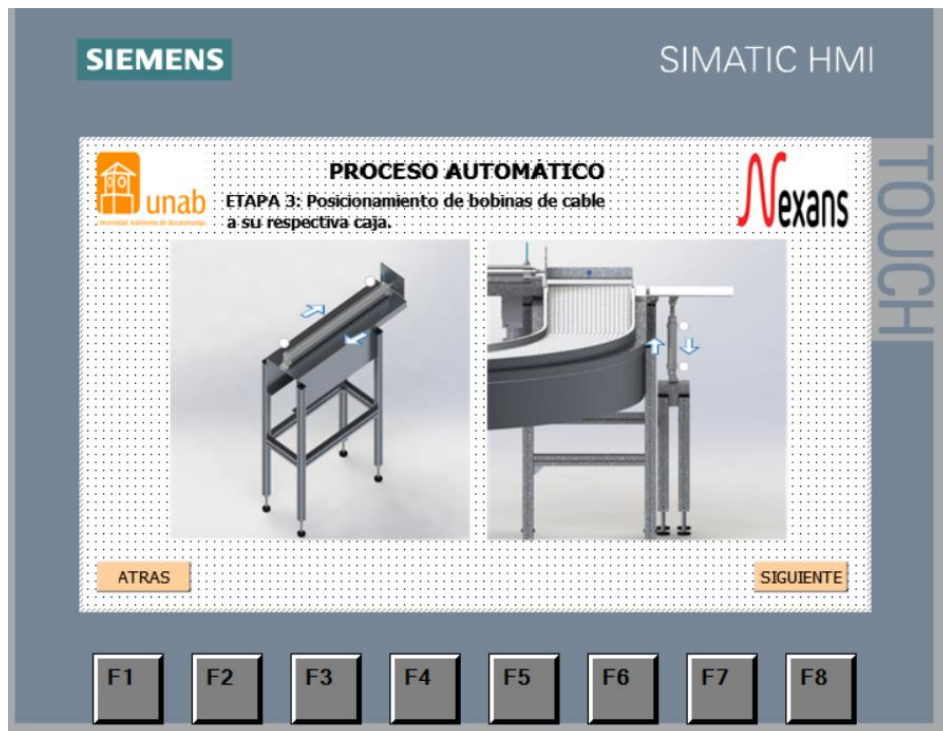 SIEMENS
SIMATIC HMI
TOUCH
unab
PROCESO AUTOMÁTICO
Nexans
ETAPA 3: Posicionamiento de bobinas de cable
a su respectiva caja.
ATRAS
SIGUIENTE
F1 F2 F3 F4 F5 F6 F7 F8